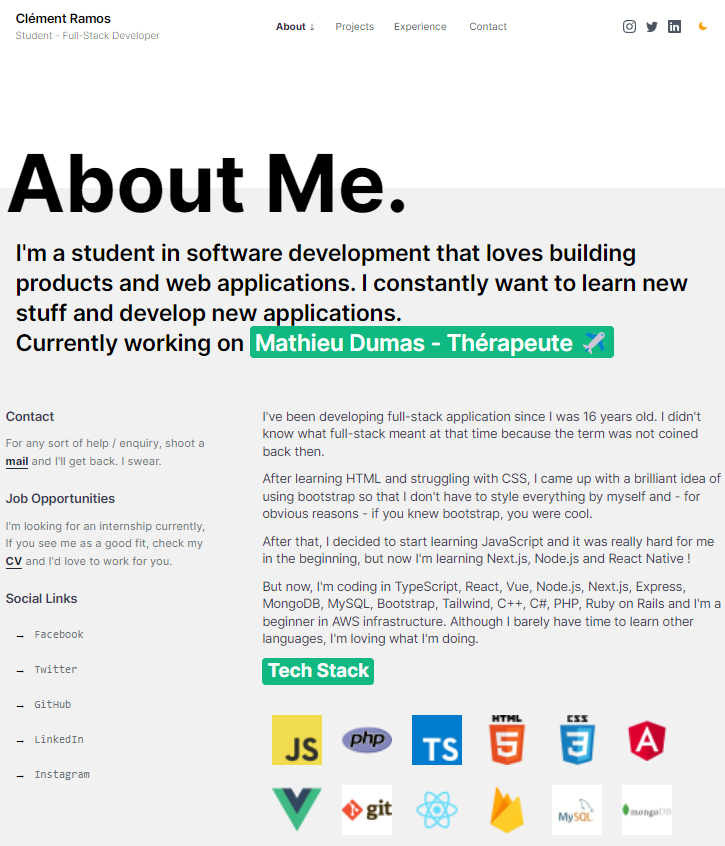 Clément Ramos
Student - Full-Stack Developer
About ↓
Projects
Experience
Contact
About Me.
I'm a student in software development that loves building
products and web applications. I constantly want to learn new
stuff and develop new applications.
Currently working on Mathieu Dumas - Thérapeute ✈️
Contact
For any sort of help / enquiry, shoot a
mail and I'll get back. I swear.
Job Opportunities
I'm looking for an internship currently,
If you see me as a good fit, check my
CV and I'd love to work for you.
Social Links
→ Facebook
→ Twitter
→ GitHub
→ LinkedIn
→ Instagram
I've been developing full-stack application since I was 16 years old. I didn't
know what full-stack meant at that time because the term was not coined
back then.
After learning HTML and struggling with CSS, I came up with a brilliant idea of
using bootstrap so that I don't have to style everything by myself and - for
obvious reasons - if you knew bootstrap, you were cool.
After that, I decided to start learning JavaScript and it was really hard for me
in the beginning, but now I'm learning Next.js, Node.js and React Native !
But now, I'm coding in TypeScript, React, Vue, Node.js, Next.js, Express,
MongoDB, MySQL, Bootstrap, Tailwind, C++, C#, PHP, Ruby on Rails and I'm a
beginner in AWS infrastructure. Although I barely have time to learn other
languages, I'm loving what I'm doing.
Tech Stack
JS
php
TS
HTML
5
CSS
3
A
git
MySQL
mongoDB